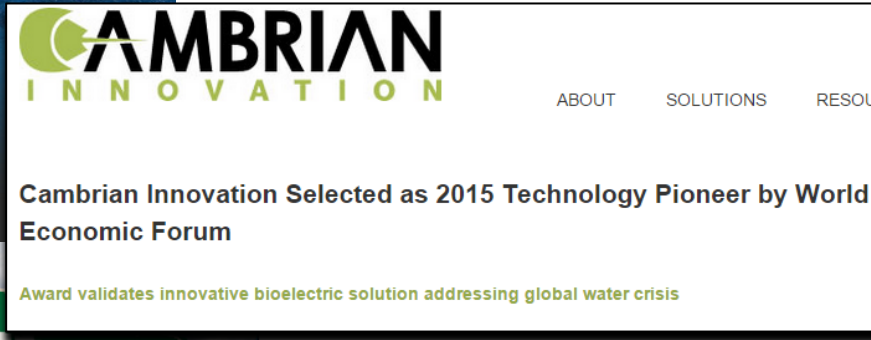 CAMBRIAN
INNOVATION
ABOUT SOLUTIONS RESOU
Cambrian Innovation Selected as 2015 Technology Pioneer by World
Economic Forum
Award validates innovative bioelectric solution addressing global water crisis